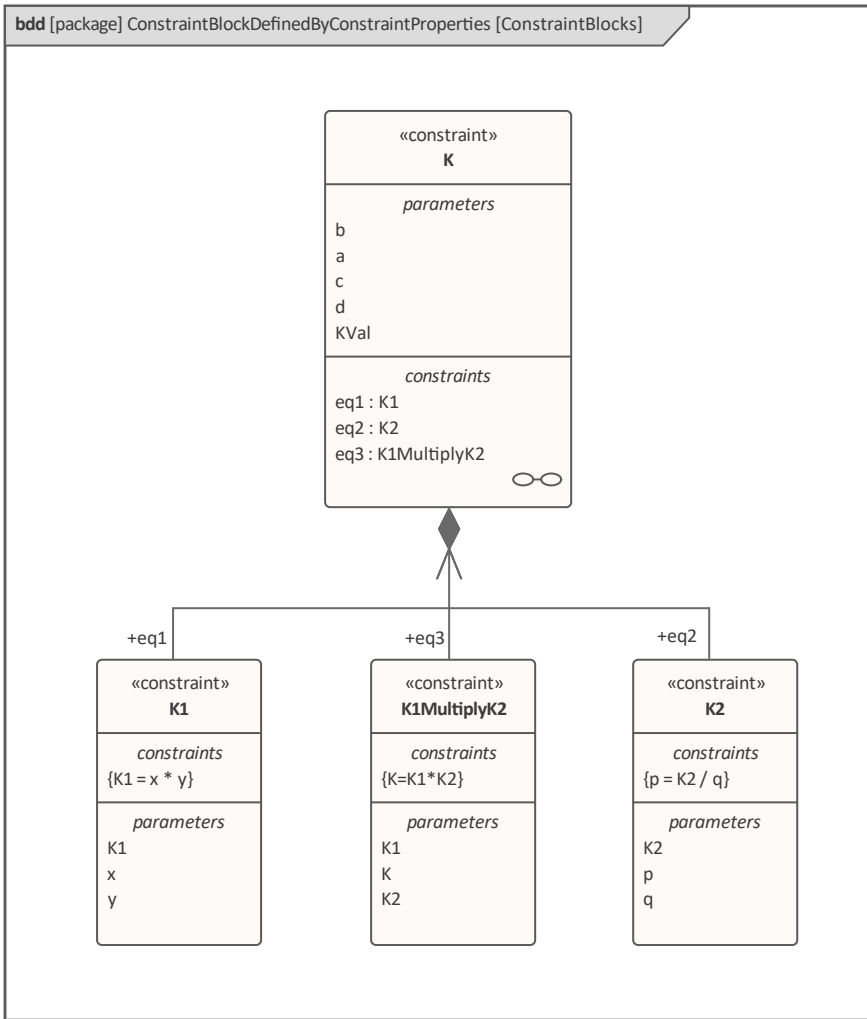 bdd [package] ConstraintBlockDefinedByConstraintProperties [ConstraintBlocks]
«constraint»
K
parameters
b
a
c
d
KVal
constraints
eq1 : K1
eq2 : K2
eq3 : K1MultiplyK2
+eq1
+eq3
+eq2
«constraint»
K1
constraints
{K1 = x * y}
parameters
K1
x
y
«constraint»
K1MultiplyK2
constraints
{K=K1*K2}
parameters
K1
K
K2
«constraint»
K2
constraints
{p = K2 / q}
parameters
K2
p
q